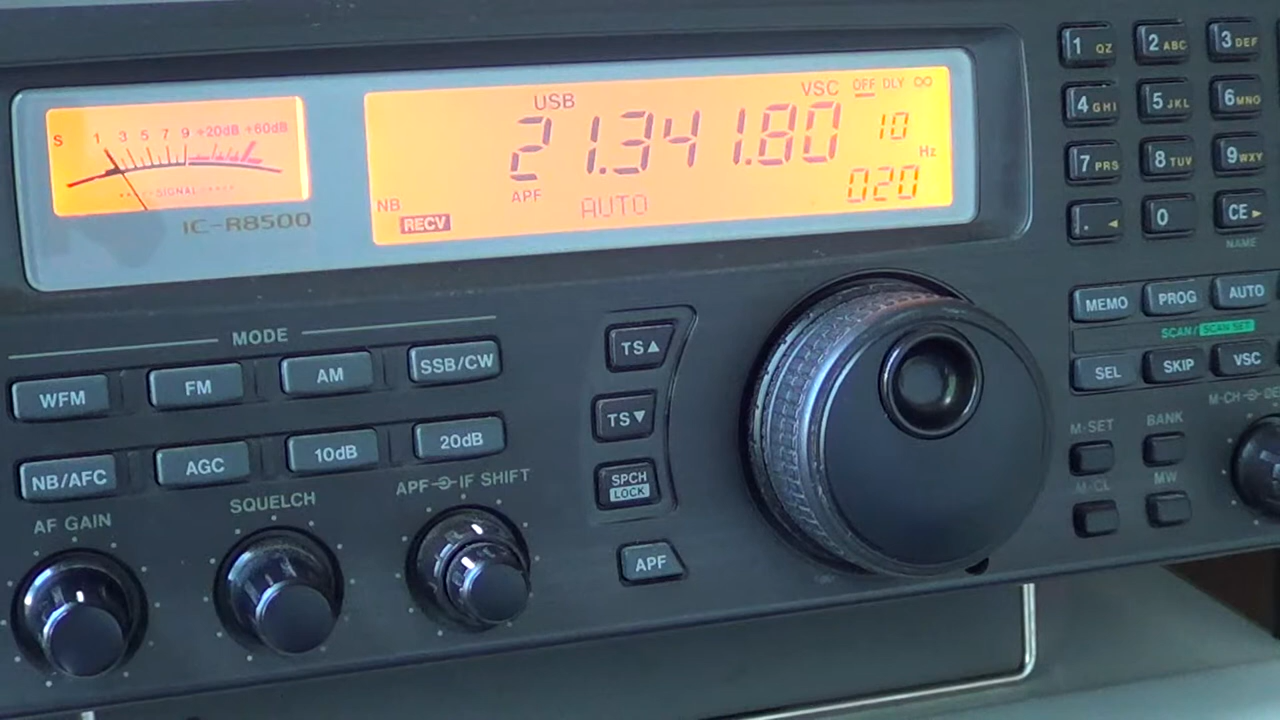 USB VSC OFF DLY ∞
S 1 3 5 7 9 +20dB +60dB
21.341.80 10
Hz
SIGNAL
NB APF AUTO 020
RECV
IC-R8500
1 QZ 2 ABC 3 DEF
4 GHI 5 JKL 6 MNO
7 PRS 8 TUV 9 WXY
. ◄ 0 CE ►
NAME
MODE
WFM FM AM SSB/CW
NB/AFC AGC 10dB 20dB
AF GAIN SQUELCH APF IF SHIFT
TS▲
TS▼
SPCH
LOCK
APF
MEMO PROG AUTO
SCAN/SCAN SET
SEL SKIP VSC
M-CH
M-SET BANK
M-CL MW